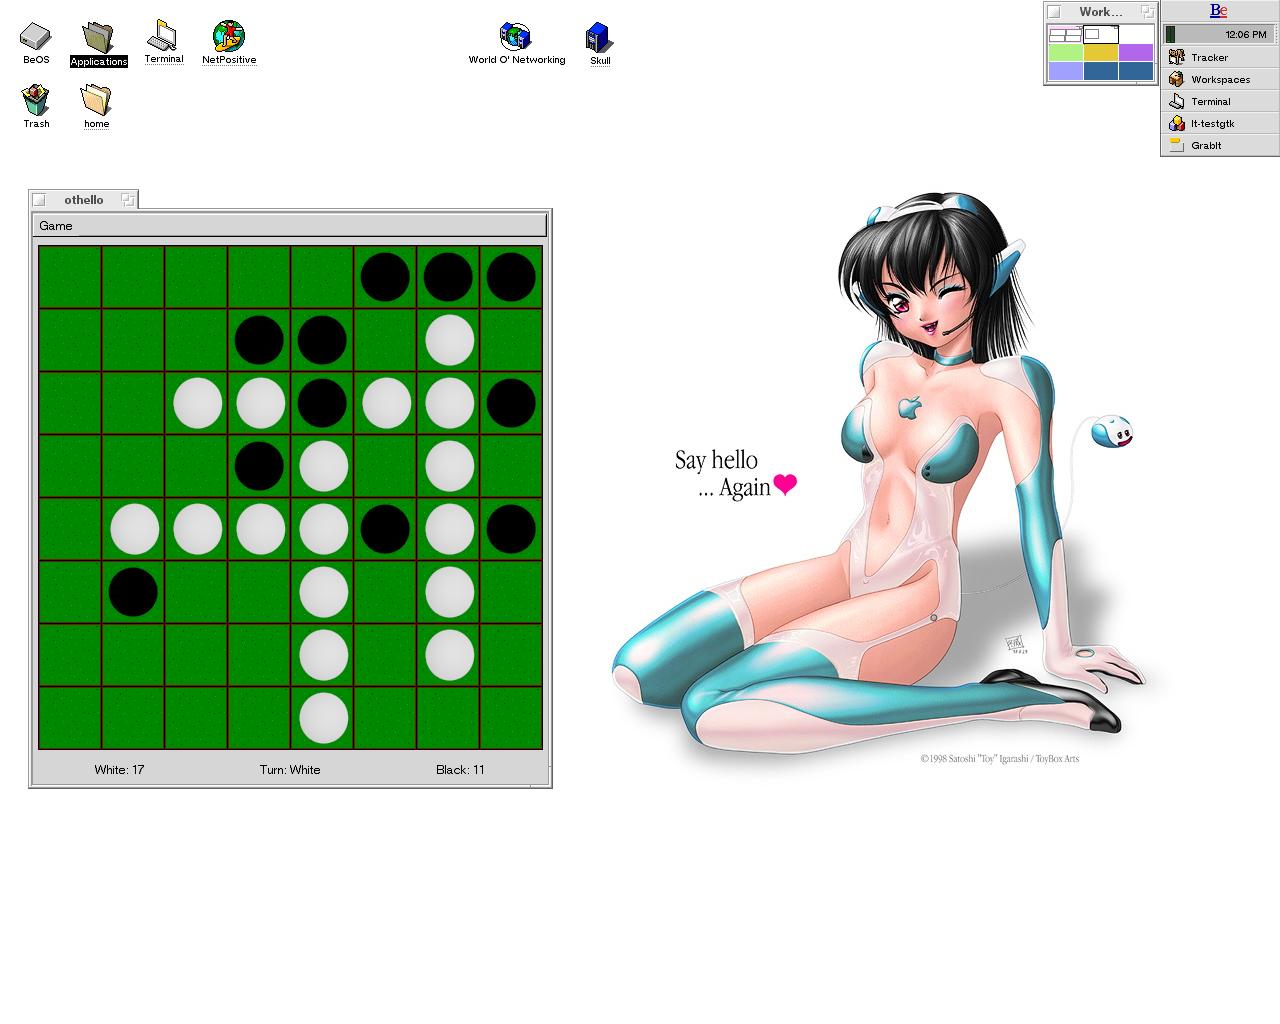 BeOS
Applications
Terminal
NetPositive
World O' Networking
Skull
Trash
home
Work...
Be
12:06 PM
Tracker
Workspaces
Terminal
lt-testgtk
GrabIt
othello
Game
White: 17
Turn: White
Black: 11
Say hello
... Again
©1998 Satoshi "Toy" Igarashi / ToyBox Arts